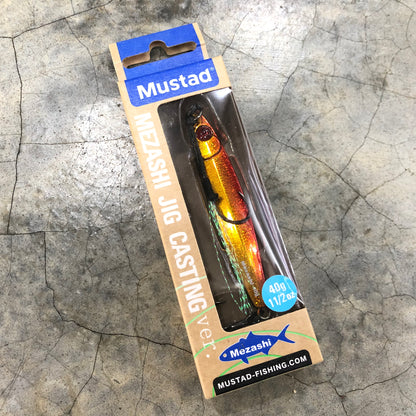 Mustad
MEZASHI JIG CASTING ver.
40g
1 1/2oz
Mezashi
MUSTAD-FISHING.COM